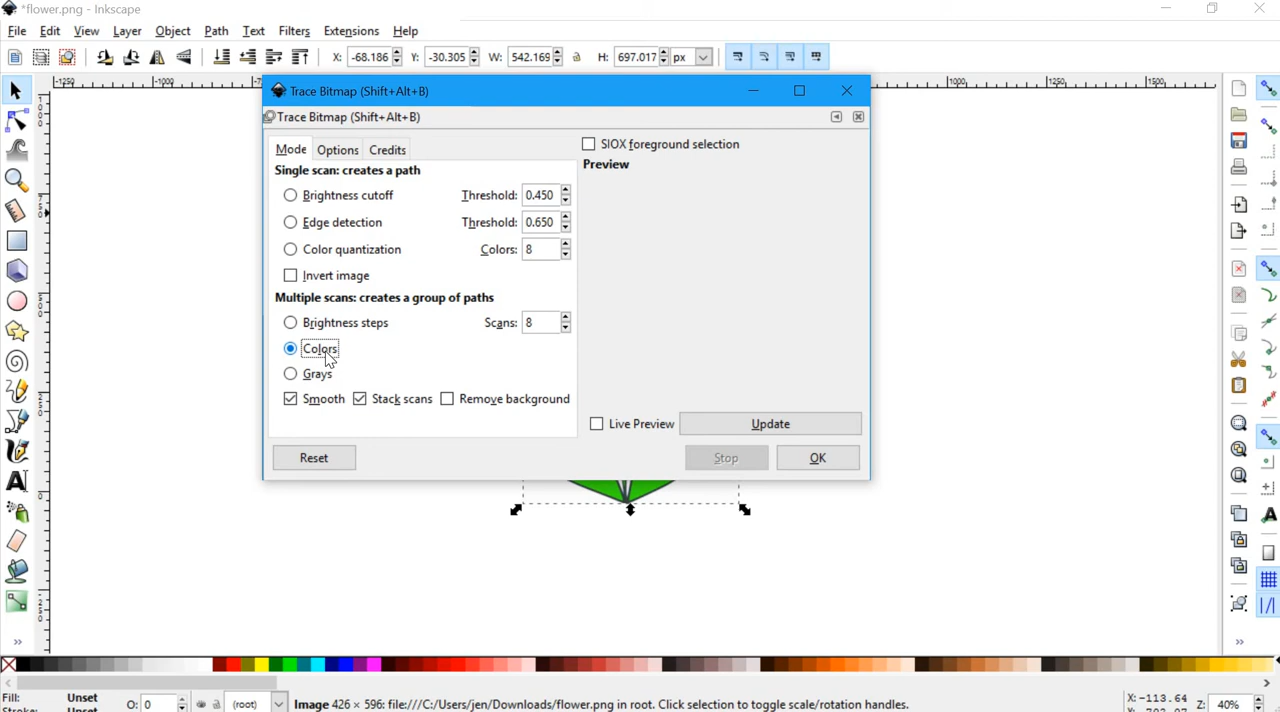 *flower.png - Inkscape
File Edit View Layer Object Path Text Filters Extensions Help
X: -68.186 Y: -30.305 W: 542.169 H: 697.017 px
-1250 -1000 1000 1250 1500
Trace Bitmap (Shift+Alt+B)
Trace Bitmap (Shift+Alt+B)
Mode Options Credits
SIOX foreground selection
Preview
Single scan: creates a path
Brightness cutoff Threshold: 0.450
Edge detection Threshold: 0.650
Color quantization Colors: 8
Invert image
Multiple scans: creates a group of paths
Brightness steps Scans: 8
Colors
Grays
Smooth Stack scans Remove background
Live Preview Update
Reset Stop OK
Fill: Unset
O: 0 (root) Image 426 × 596: file:///C:/Users/jen/Downloads/flower.png in root. Click selection to toggle scale/rotation handles.
X: -113.64
Z: 40%